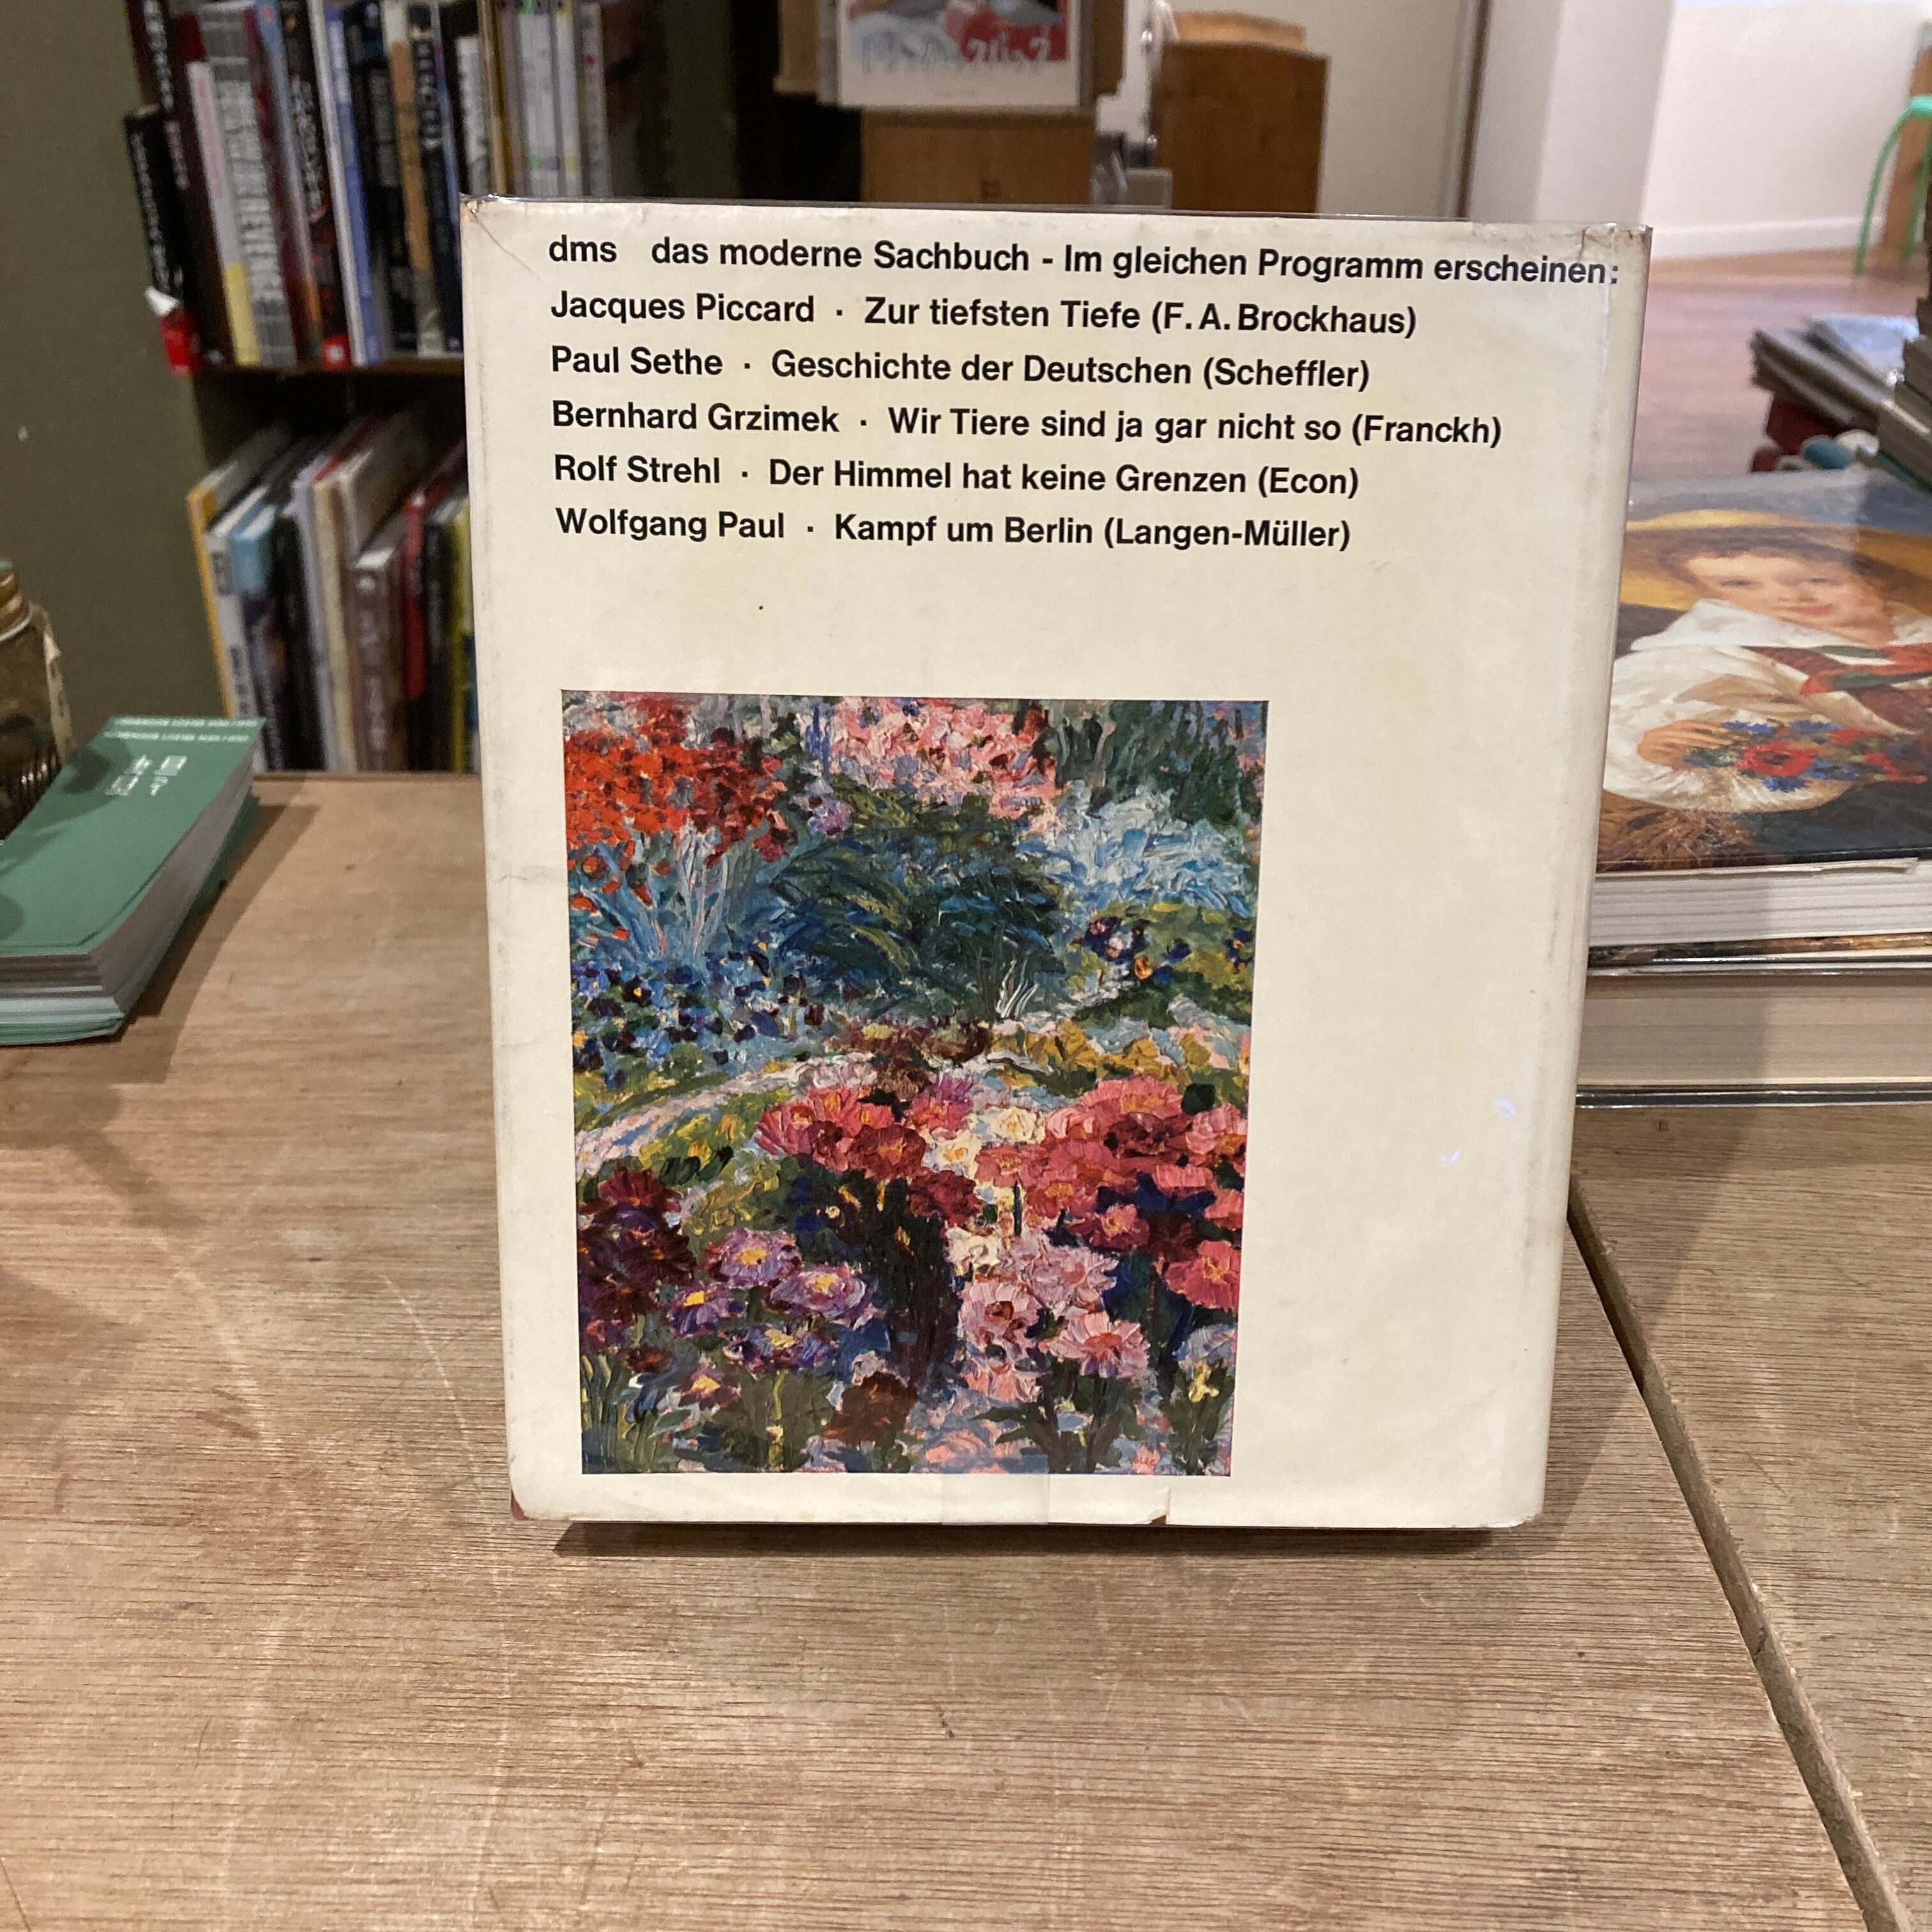 dms das moderne Sachbuch - Im gleichen Programm erscheinen:
Jacques Piccard · Zur tiefsten Tiefe (F. A. Brockhaus)
Paul Sethe · Geschichte der Deutschen (Scheffler)
Bernhard Grzimek · Wir Tiere sind ja gar nicht so (Franckh)
Rolf Strehl · Der Himmel hat keine Grenzen (Econ)
Wolfgang Paul · Kampf um Berlin (Langen-Müller)